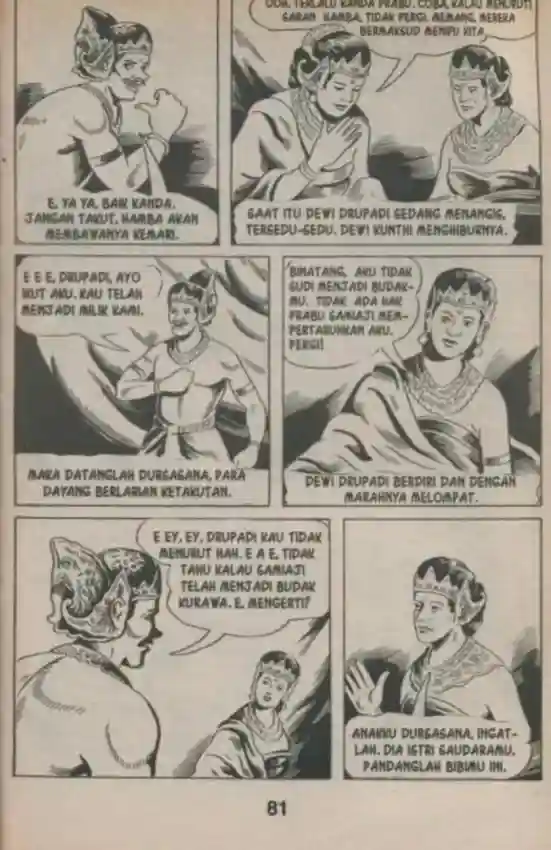 E, YA YA, BAIK KANDA.
JANGAN TAKUT. HAMBA AKAN
MEMBAWANYA KEMARI.
OOH, TERLALU KANDA PRABU. COBA, KALAU MENURUTI
SARAN HAMBA, TIDAK PERGI. MEMANG, MEREKA
BERMAKSUD MENIPU KITA
SAAT ITU DEWI DRUPADI SEDANG MENANGIS,
TERSEDU-SEDU. DEWI KUNTHI MENGHIBURNYA.
E E E, DRUPADI, AYO
IKUT AKU. KAU TELAH
MENJADI MILIK KAMI.
MAKA DATANGLAH DURSASANA, PARA
DAYANG BERLARIAN KETAKUTAN.
BINATANG, AKU TIDAK
SUDI MENJADI BUDAK-
MU. TIDAK ADA HAK
PRABU SAMIAJI MEM-
PERTARUHKAN AKU.
PERGI!
DEWI DRUPADI BERDIRI DAN DENGAN
MARAHNYA MELOMPAT.
E EY, EY, DRUPADI KAU TIDAK
MENURUT HAH. E A E, TIDAK
TAHU KALAU SAMIAJI
TELAH MENJADI BUDAK
KURAWA. E, MENGERTI?
ANAKKU DURSASANA, INGAT-
LAH. DIA ISTRI SAUDARAMU.
PANDANGLAH BIBIMU INI.
81